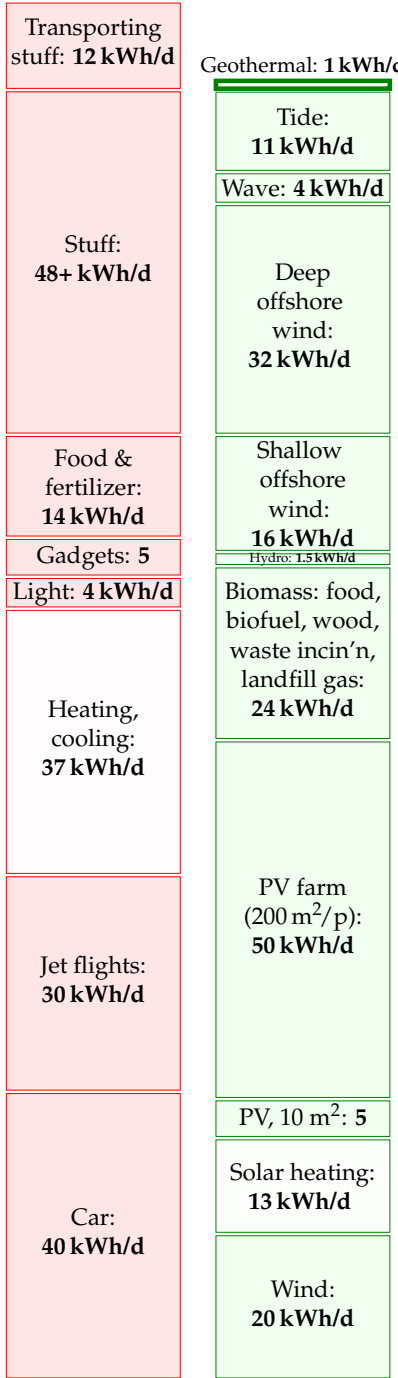 Transporting
stuff: 12 kWh/d
Stuff:
48+ kWh/d
Food &
fertilizer:
14 kWh/d
Gadgets: 5
Light: 4 kWh/d
Heating,
cooling:
37 kWh/d
Jet flights:
30 kWh/d
Car:
40 kWh/d
Geothermal: 1 kWh/d
Tide:
11 kWh/d
Wave: 4 kWh/d
Deep
offshore
wind:
32 kWh/d
Shallow
offshore
wind:
16 kWh/d
Hydro: 1.5 kWh/d
Biomass: food,
biofuel, wood,
waste incin'n,
landfill gas:
24 kWh/d
PV farm
(200 m²/p):
50 kWh/d
PV, 10 m²: 5
Solar heating:
13 kWh/d
Wind:
20 kWh/d